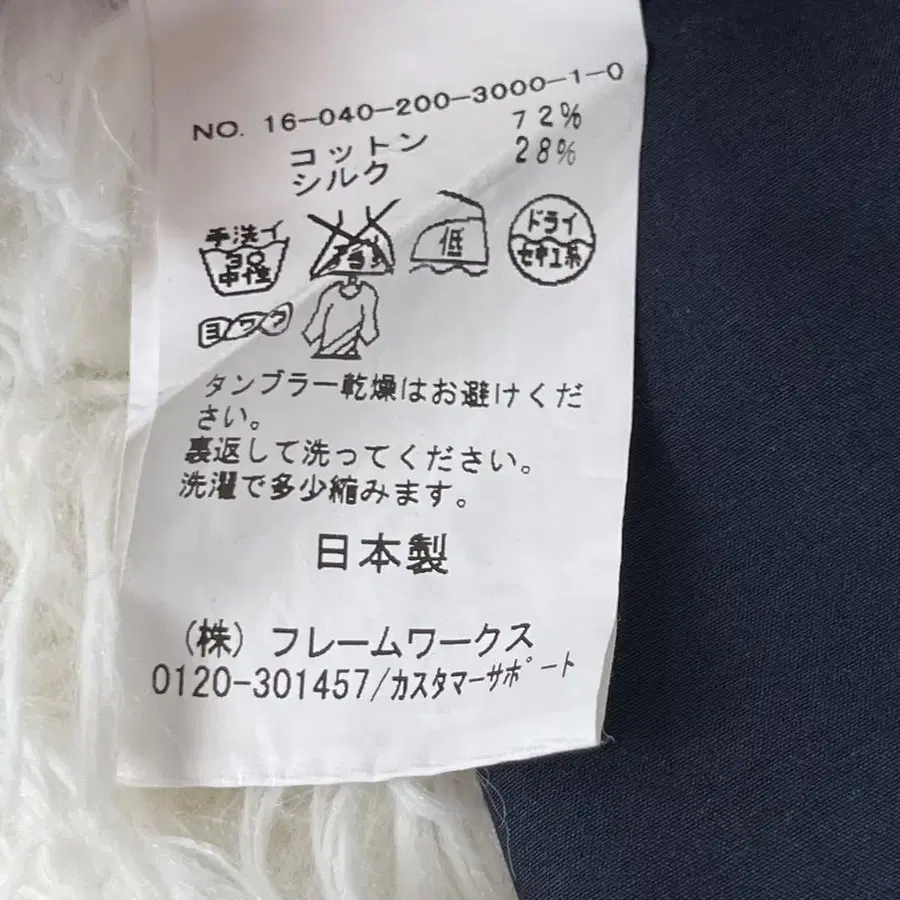 NO. 16-040-200-3000-1-0
コットン 72%
シルク 28%
手洗イ
30
中性
低
ドライ
セキユ系
ヨワク
タンブラー乾燥はお避けくだ
さい。
裏返して洗ってください。
洗濯で多少縮みます。
日本製
(株) フレームワークス
0120-301457/カスタマーサポート